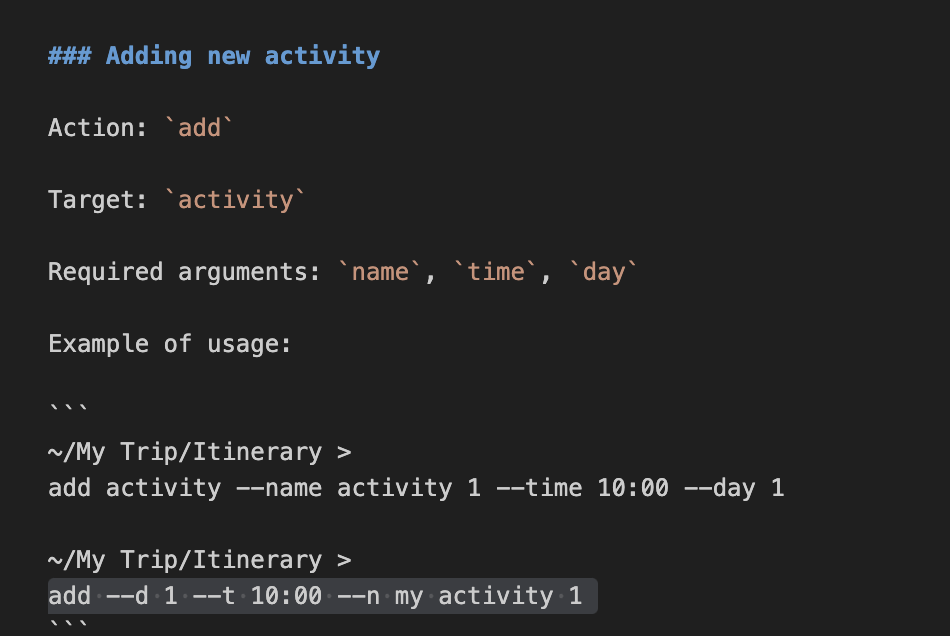 ### Adding new activity
Action: `add`
Target: `activity`
Required arguments: `name`, `time`, `day`
Example of usage:
```
~/My Trip/Itinerary >
add activity --name activity 1 --time 10:00 --day 1
~/My Trip/Itinerary >
add --d 1 --t 10:00 --n my activity 1
```